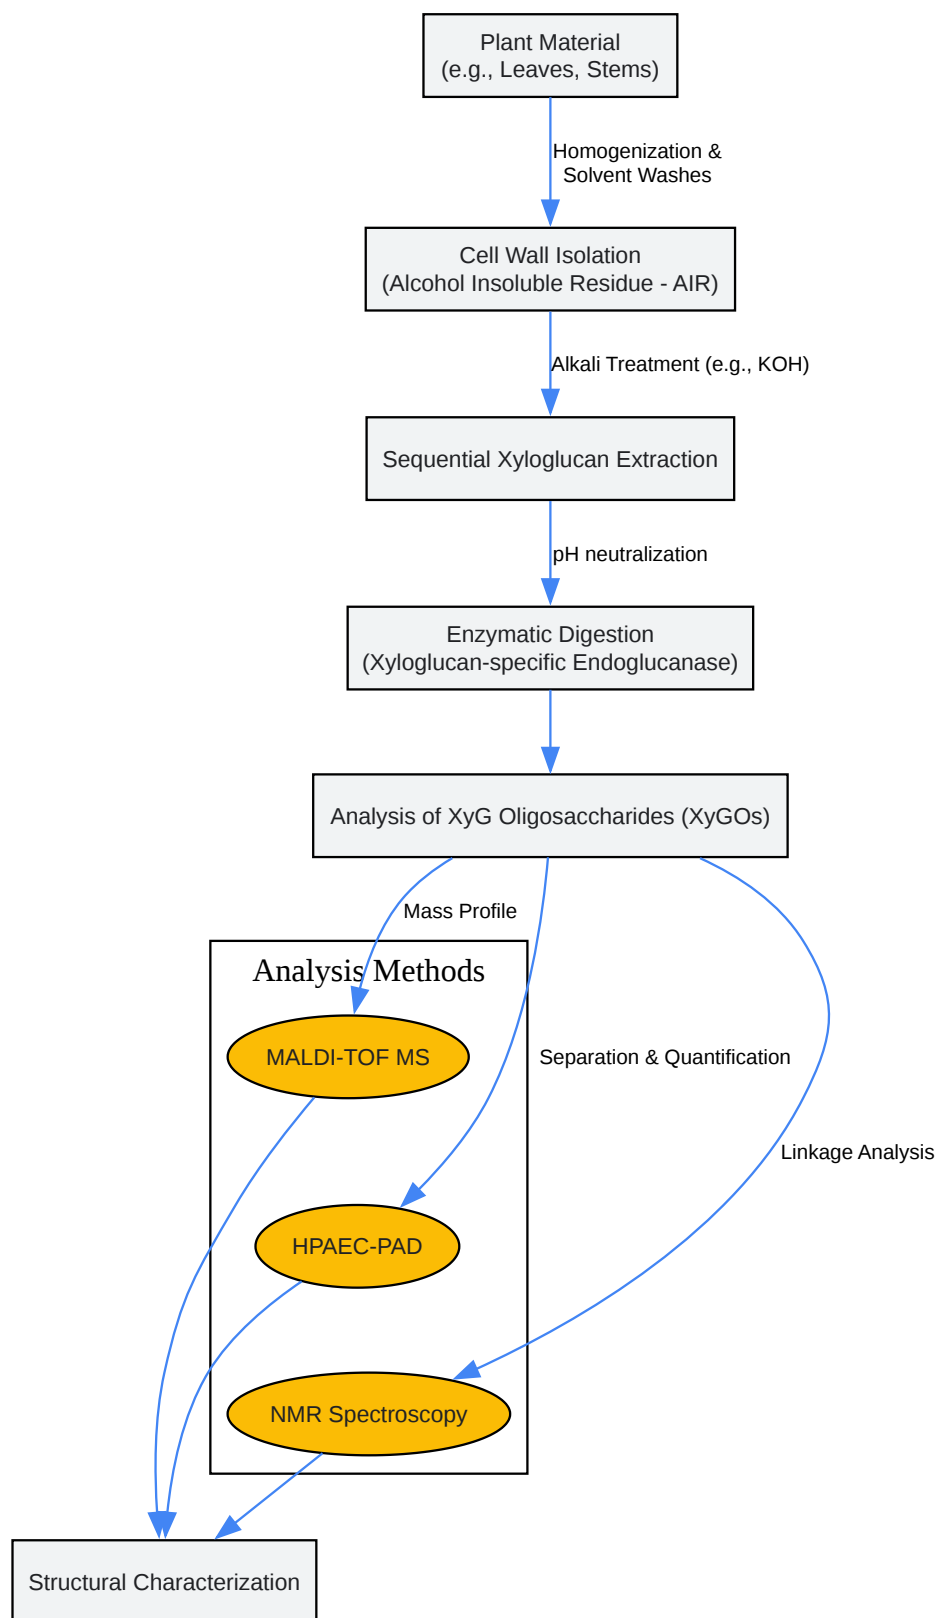 Plant Material
(e.g., Leaves, Stems)
Homogenization &
Solvent Washes
Cell Wall Isolation
(Alcohol Insoluble Residue - AIR)
Alkali Treatment (e.g., KOH)
Sequential Xyloglucan Extraction
pH neutralization
Enzymatic Digestion
(Xyloglucan-specific Endoglucanase)
Analysis of XyG Oligosaccharides (XyGOs)
Mass Profile
Analysis Methods
MALDI-TOF MS
Separation & Quantification
Linkage Analysis
HPAEC-PAD
NMR Spectroscopy
Structural Characterization